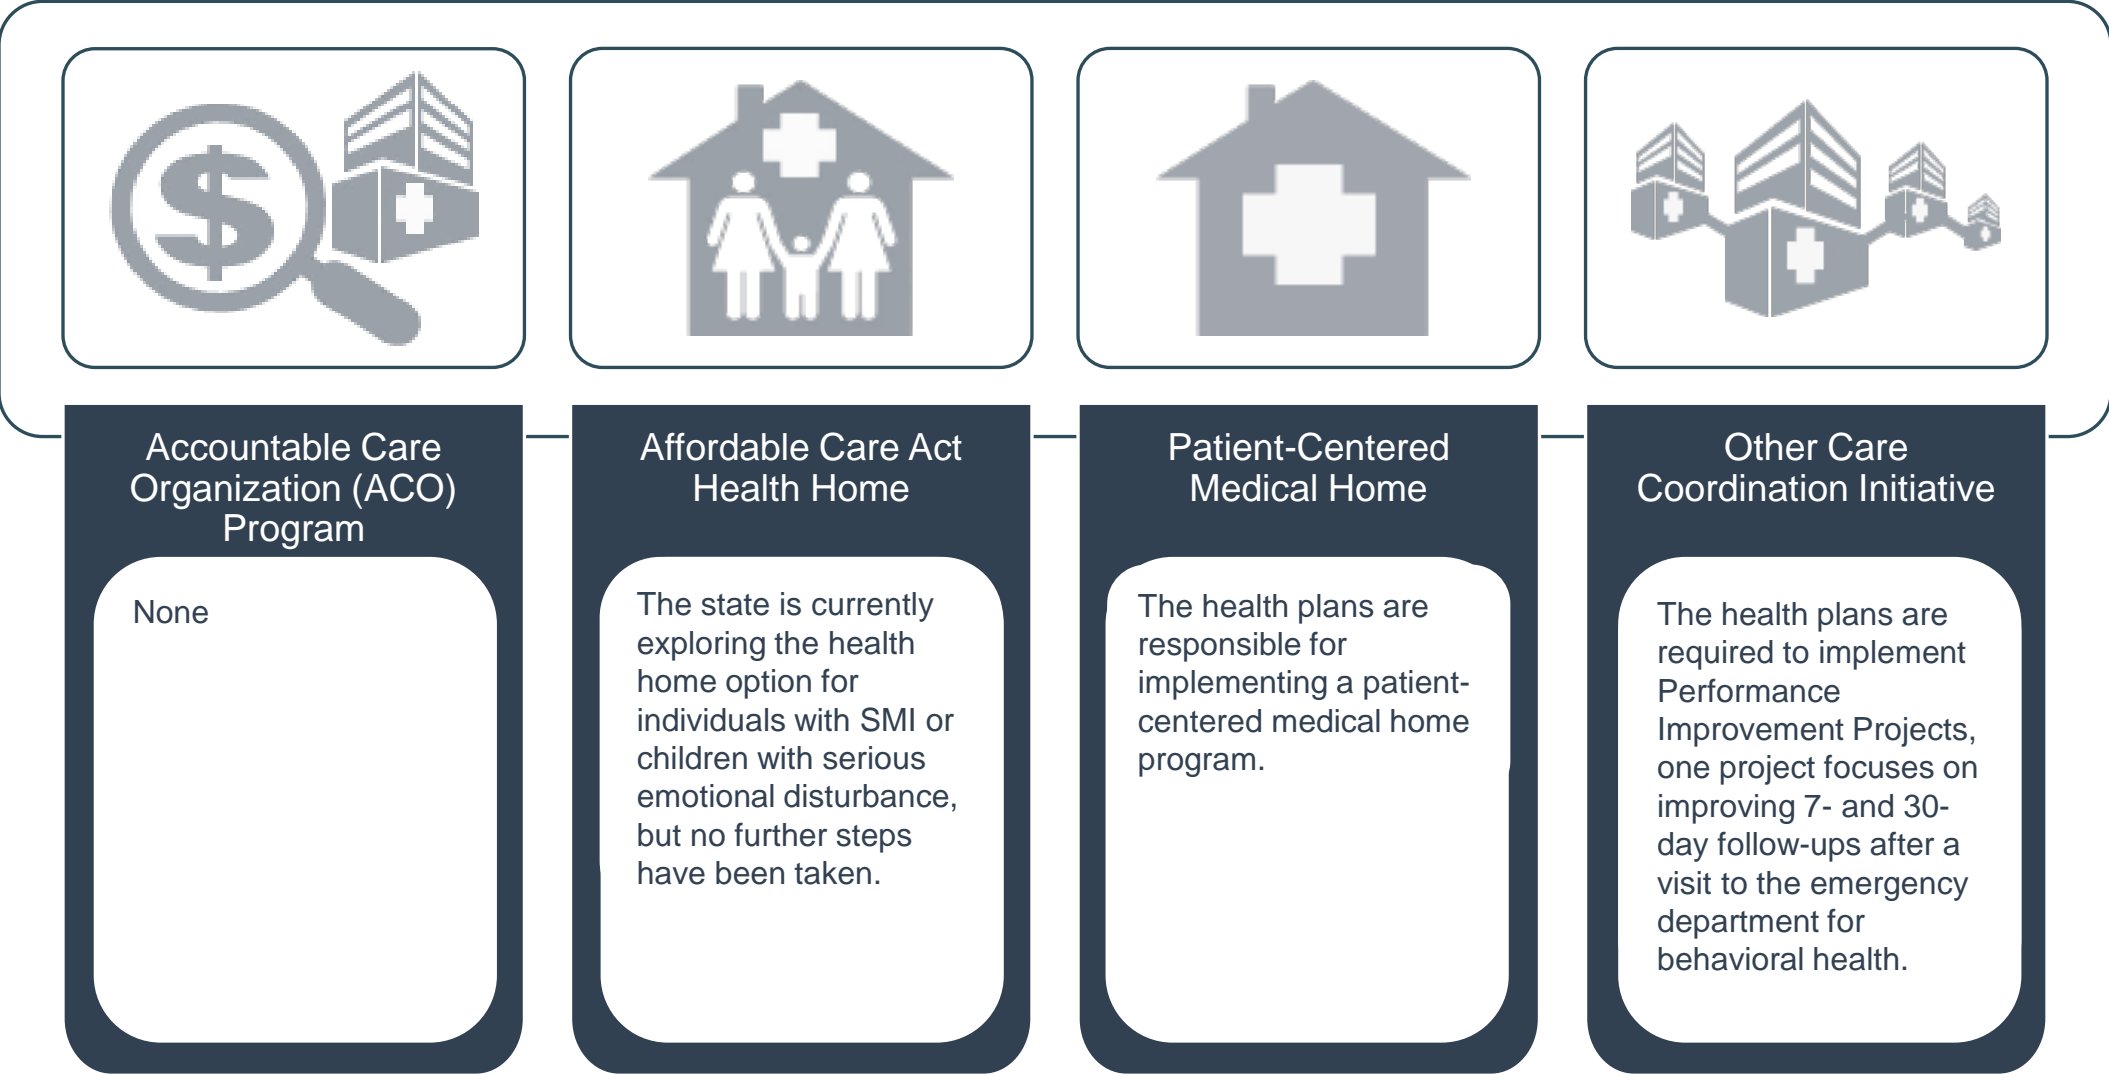 Accountable Care
Organization (ACO)
Program
None
Affordable Care Act
Health Home
The state is currently
exploring the health
home option for
individuals with SMI or
children with serious
emotional disturbance,
but no further steps
have been taken.
Patient-Centered
Medical Home
The health plans are
responsible for
implementing a patient-
centered medical home
program.
Other Care
Coordination Initiative
The health plans are
required to implement
Performance
Improvement Projects,
one project focuses on
improving 7- and 30-
day follow-ups after a
visit to the emergency
department for
behavioral health.